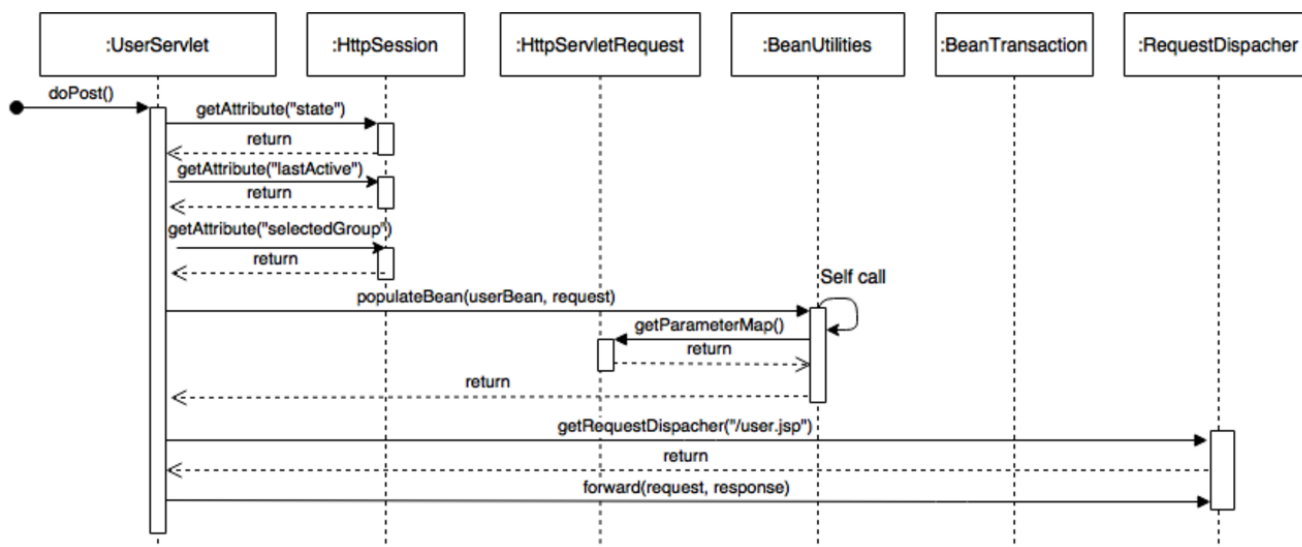 :UserServlet
:HttpSession
:HttpServletRequest
:BeanUtilities
:BeanTransaction
:RequestDispacher
doPost()
getAttribute("state")
return
getAttribute("lastActive")
return
getAttribute("selectedGroup")
return
Self call
populateBean(userBean, request)
getParameterMap()
return
return
getRequestDispacher("/user.jsp")
return
forward(request, response)